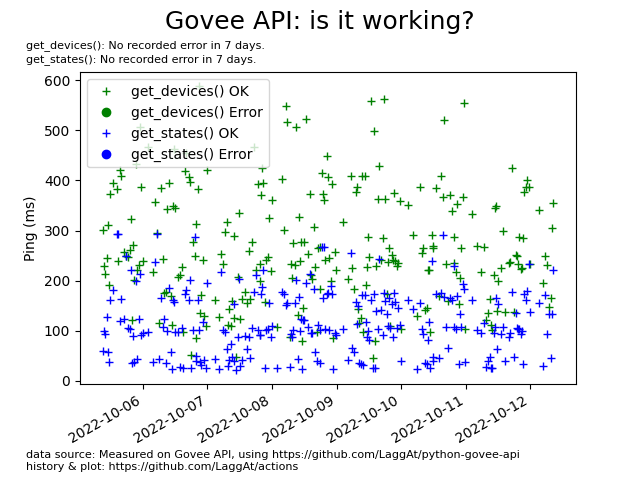 Govee API: is it working?
get_devices(): No recorded error in 7 days.
get_states(): No recorded error in 7 days.
600
500
400
300
200
100
0
Ping (ms)
get_devices() OK
get_devices() Error
get_states() OK
get_states() Error
2022-10-06
2022-10-07
2022-10-08
2022-10-09
2022-10-10
2022-10-11
2022-10-12
data source: Measured on Govee API, using https://github.com/LaggAt/python-govee-api
history & plot: https://github.com/LaggAt/actions